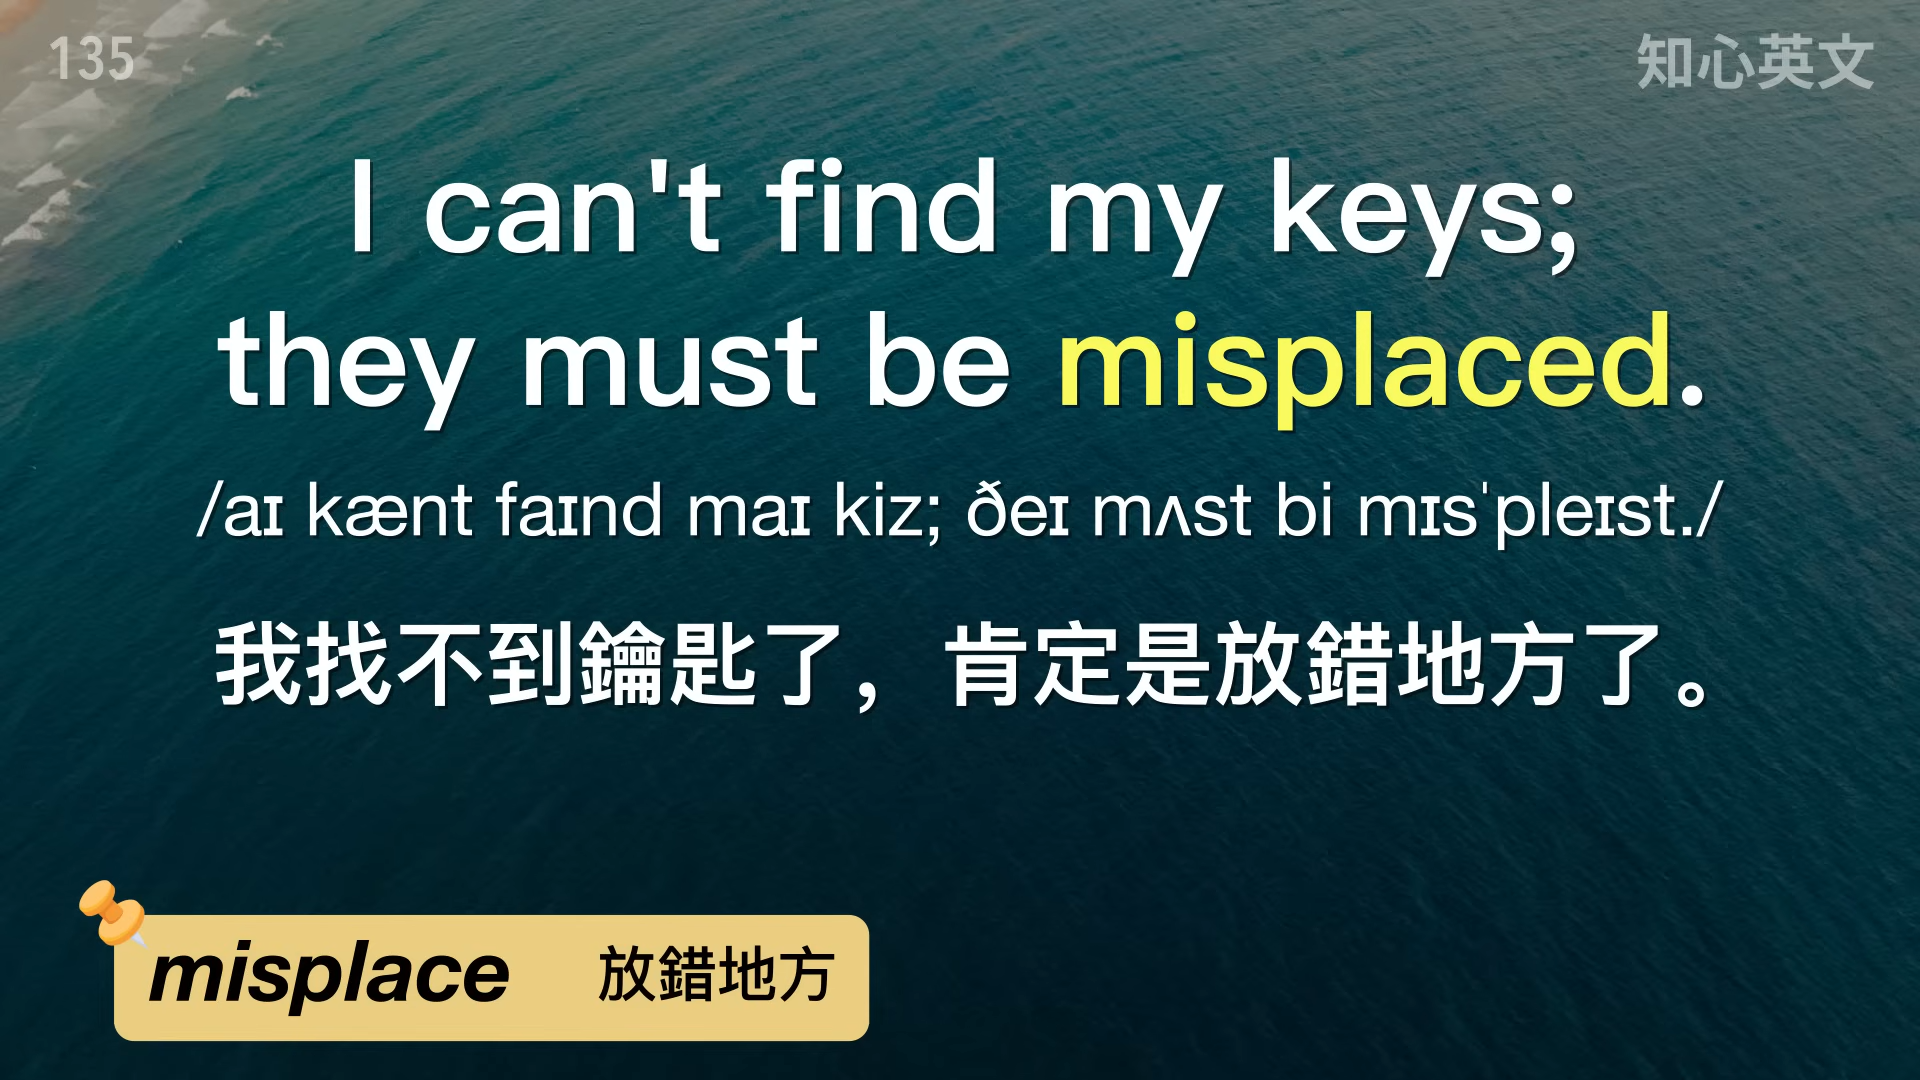 135
知心英文
I can't find my keys;
they must be misplaced.
/aɪ kænt faɪnd maɪ kiz; ðeɪ mʌst bi mɪsˈpleɪst./
我找不到鑰匙了，肯定是放錯地方了。
misplace 放錯地方